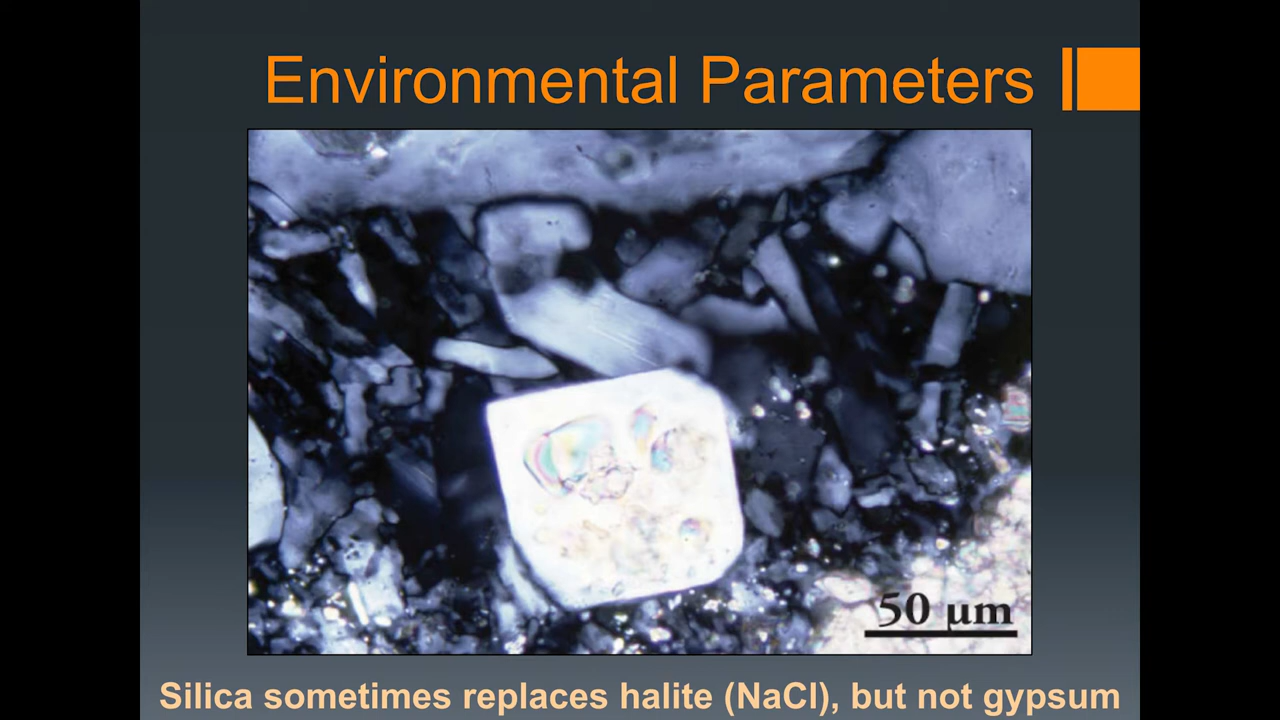 Environmental Parameters
50 µm
Silica sometimes replaces halite (NaCl), but not gypsum